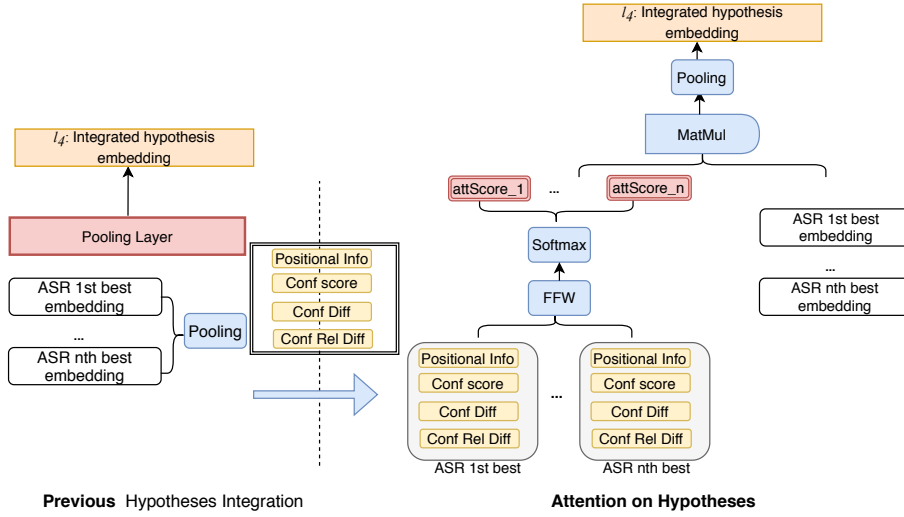 l₄: Integrated hypothesis
embedding
Pooling Layer
ASR 1st best
embedding
...
ASR nth best
embedding
Pooling
Positional Info
Conf score
Conf Diff
Conf Rel Diff
Previous Hypotheses Integration
l₄: Integrated hypothesis
embedding
Pooling
MatMul
attScore_1
...
attScore_n
Softmax
FFW
ASR 1st best
embedding
...
ASR nth best
embedding
Positional Info
Conf score
Conf Diff
Conf Rel Diff
ASR 1st best
...
Positional Info
Conf score
Conf Diff
Conf Rel Diff
ASR nth best
Attention on Hypotheses